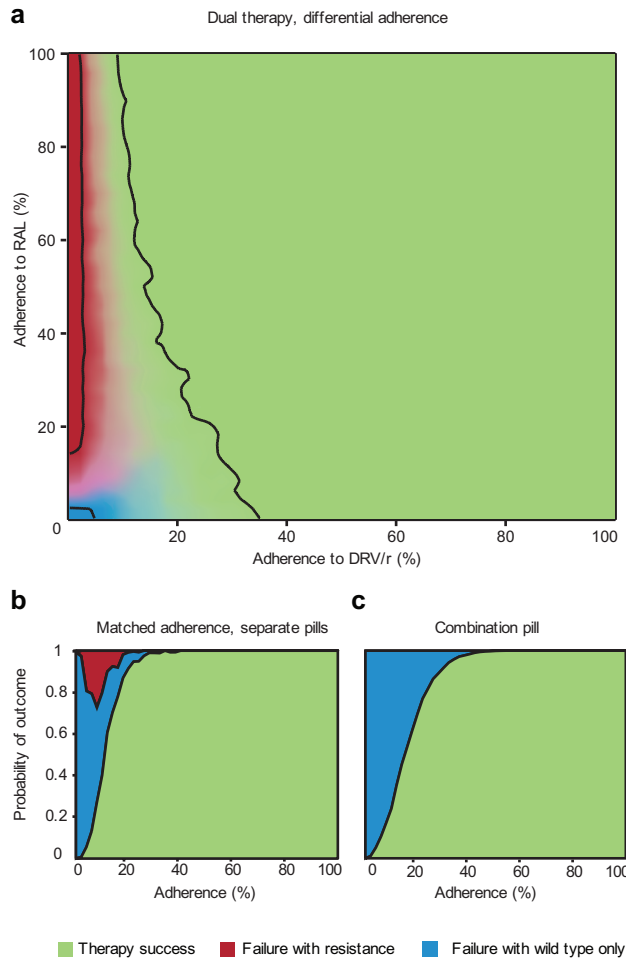 a
Dual therapy, differential adherence
100
80
60
40
20
0
Adherence to RAL (%)
20
40
60
80
100
Adherence to DRV/r (%)
b
Matched adherence, separate pills
1
0.8
0.6
0.4
0.2
0
Probability of outcome
0
20
40
60
80
100
Adherence (%)
c
Combination pill
0
20
40
60
80
100
Adherence (%)
Therapy success
Failure with resistance
Failure with wild type only